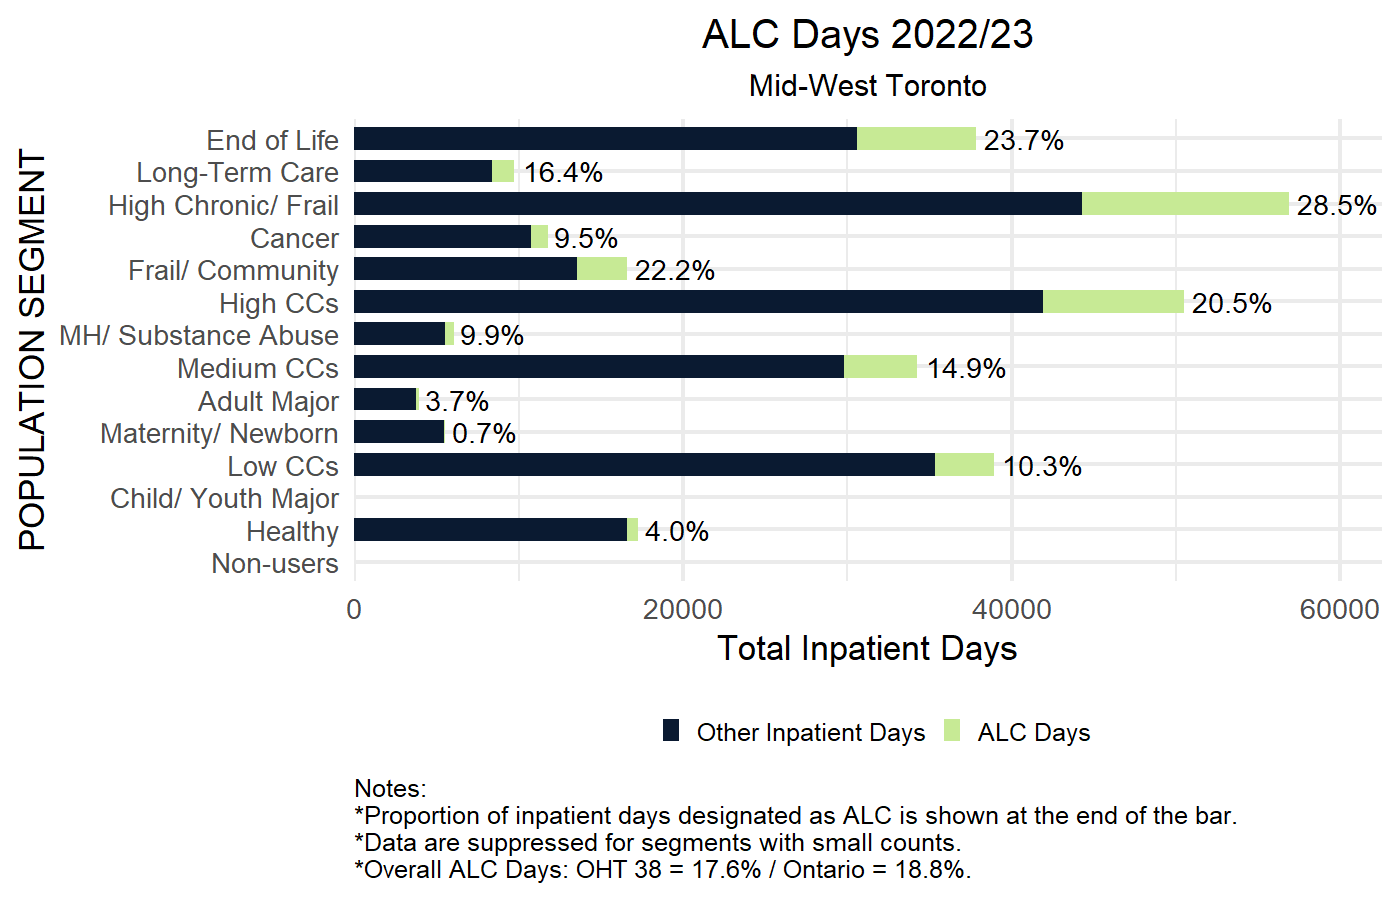 ALC Days 2022/23
Mid-West Toronto
POPULATION SEGMENT
End of Life 23.7%
Long-Term Care 16.4%
High Chronic/ Frail 28.5%
Cancer 9.5%
Frail/ Community 22.2%
High CCs 20.5%
MH/ Substance Abuse 9.9%
Medium CCs 14.9%
Adult Major 3.7%
Maternity/ Newborn 0.7%
Low CCs 10.3%
Child/ Youth Major
Healthy 4.0%
Non-users
0 20000 40000 60000
Total Inpatient Days
Other Inpatient Days ALC Days
Notes:
*Proportion of inpatient days designated as ALC is shown at the end of the bar.
*Data are suppressed for segments with small counts.
*Overall ALC Days: OHT 38 = 17.6% / Ontario = 18.8%.